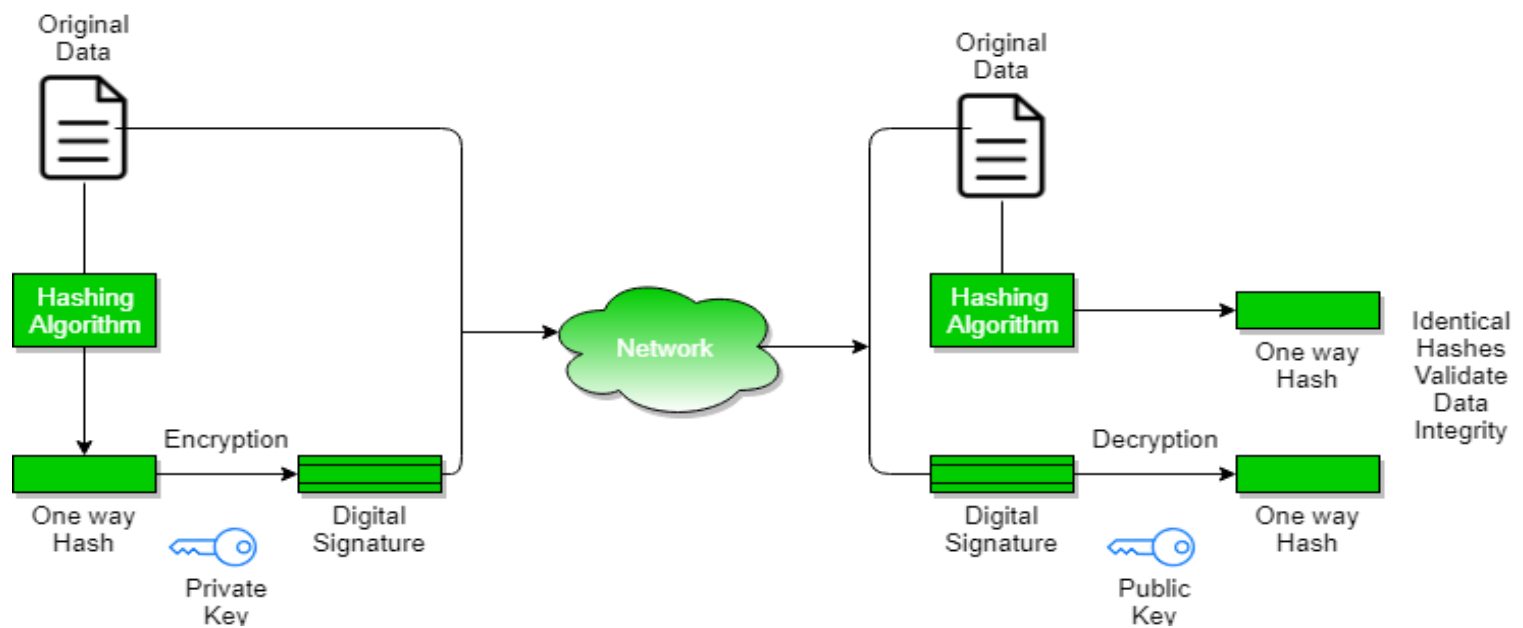 Original
Data
Hashing
Algorithm
One way
Hash
Encryption
Private
Key
Digital
Signature
Network
Original
Data
Hashing
Algorithm
One way
Hash
Digital
Signature
Decryption
Public
Key
One way
Hash
Identical
Hashes
Validate
Data
Integrity